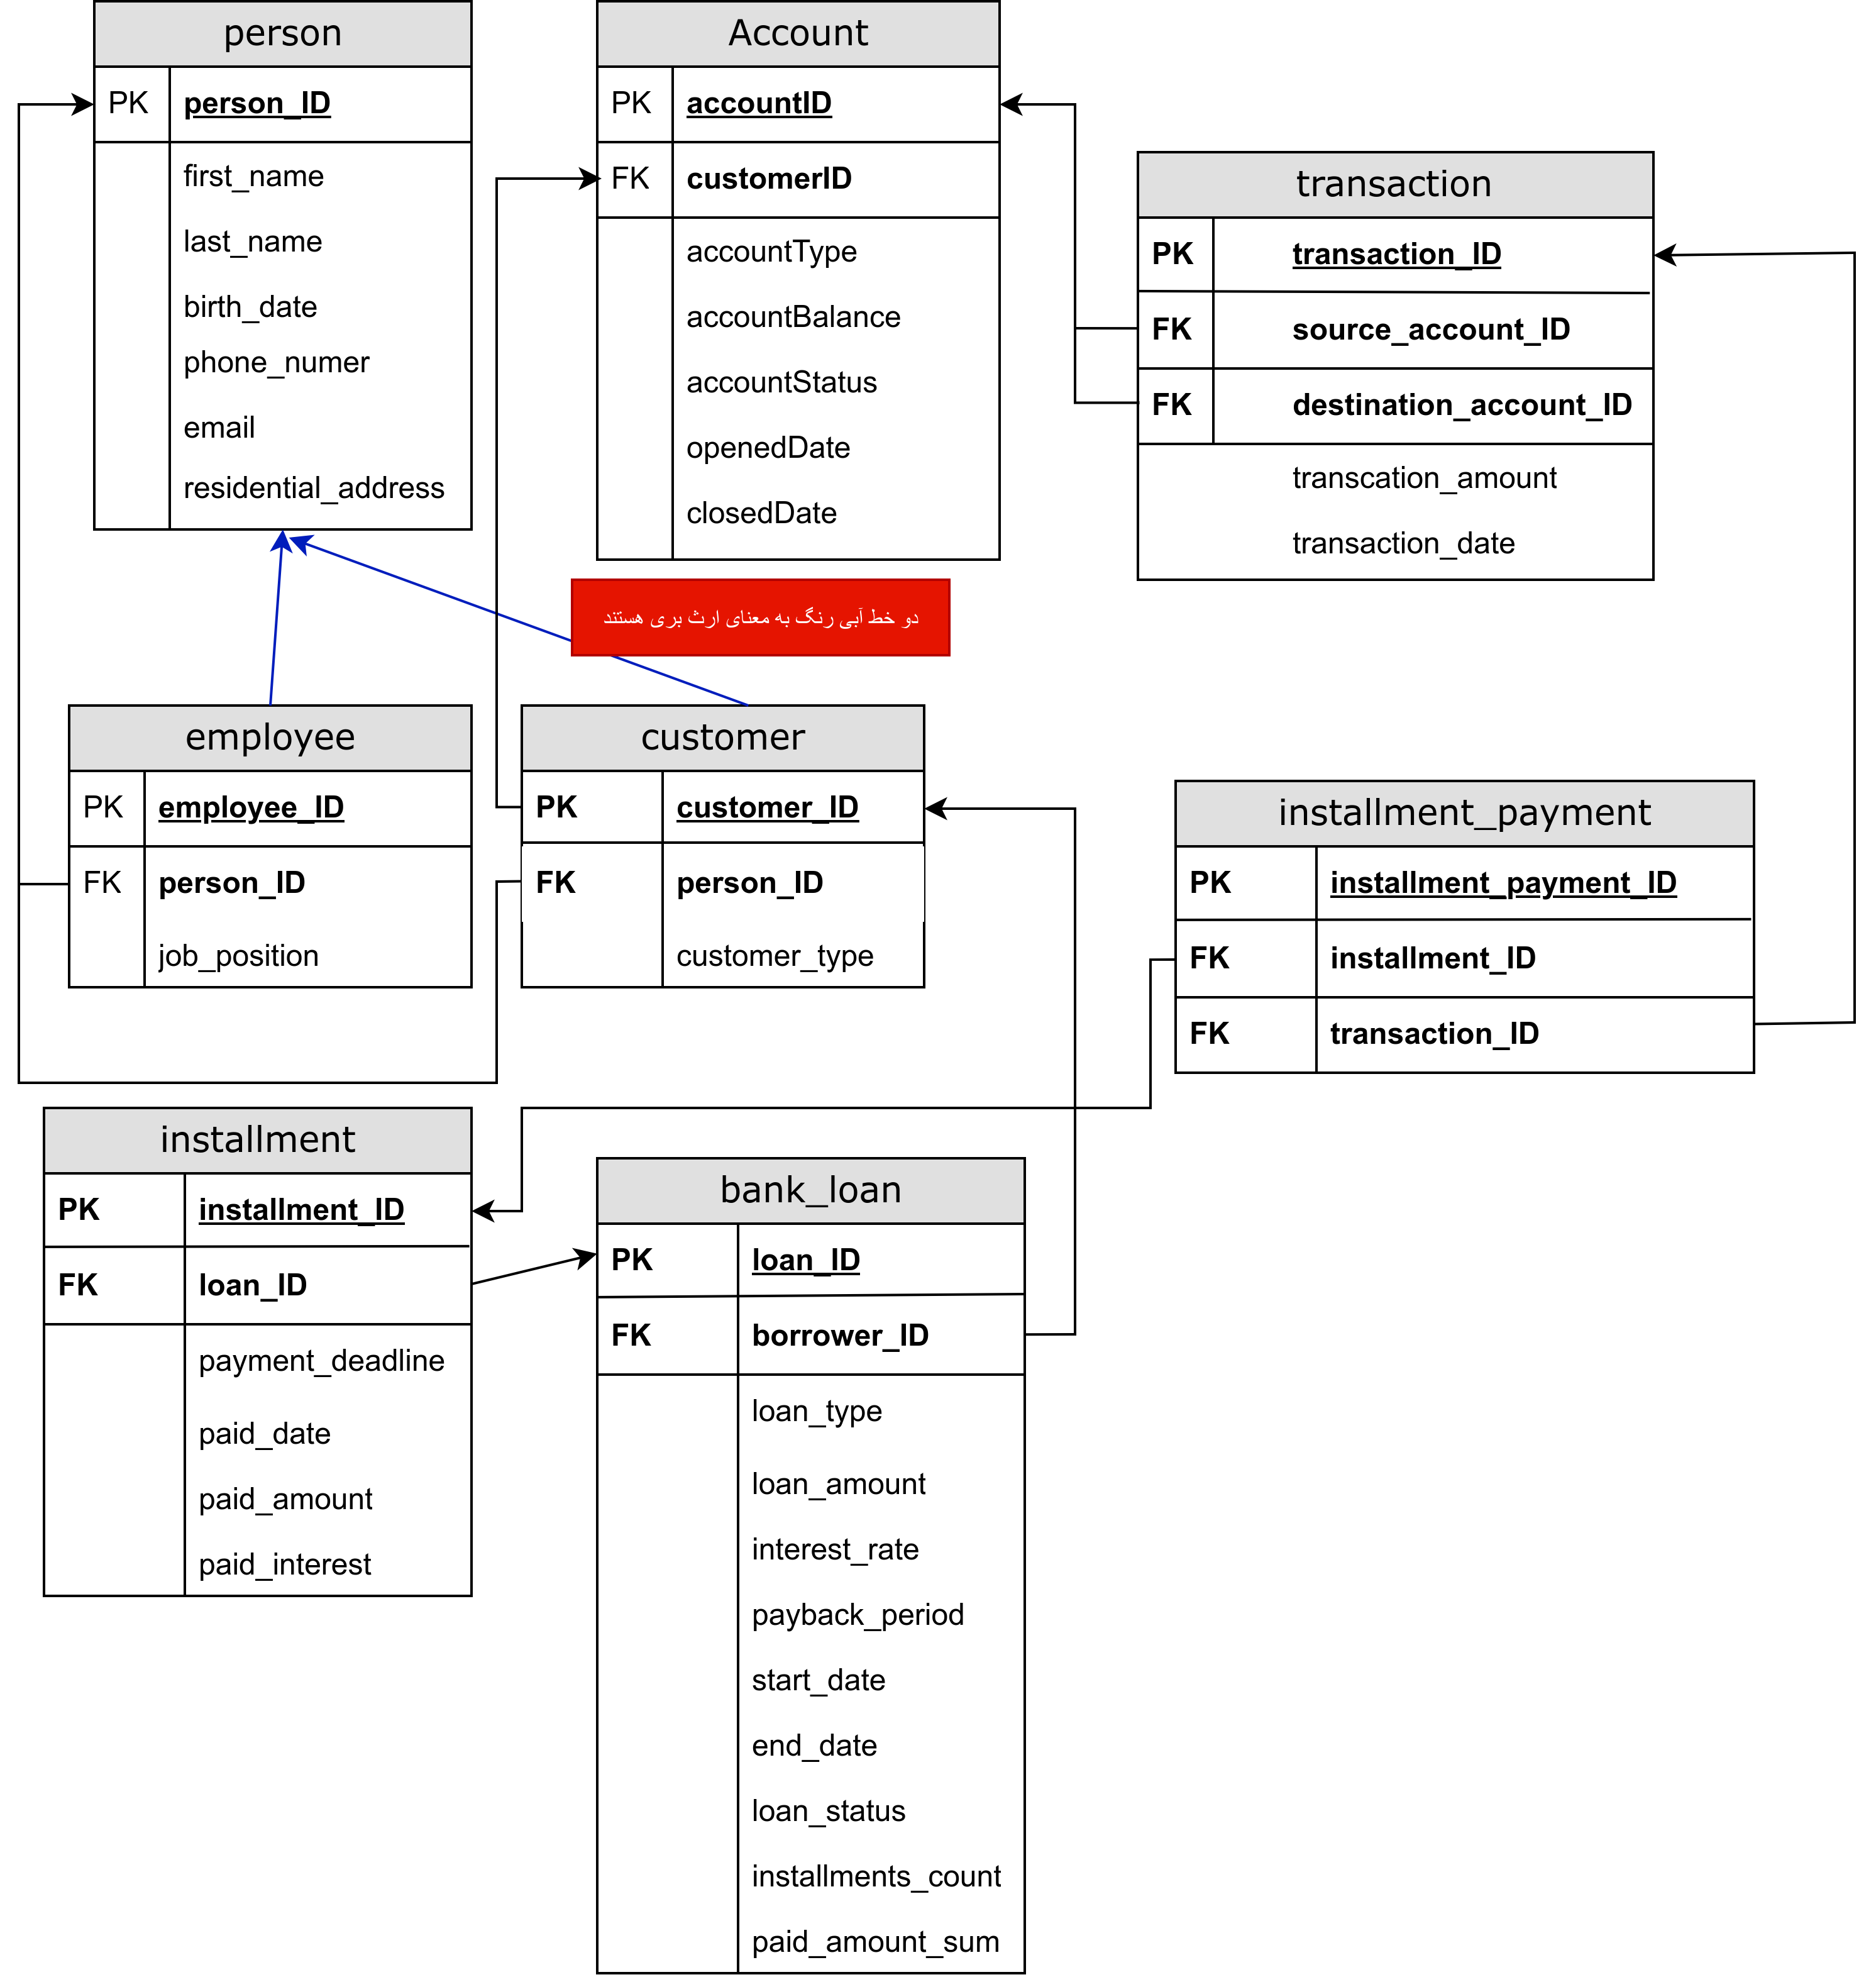 person
PK person_ID
first_name
last_name
birth_date
phone_numer
email
residential_address
Account
PK accountID
FK customerID
accountType
accountBalance
accountStatus
openedDate
closedDate
transaction
PK transaction_ID
FK source_account_ID
FK destination_account_ID
transcation_amount
transaction_date
دو خط آبی رنگ به معنای ارث بری هستند
employee
PK employee_ID
FK person_ID
job_position
customer
PK customer_ID
FK person_ID
customer_type
installment_payment
PK installment_payment_ID
FK installment_ID
FK transaction_ID
installment
PK installment_ID
FK loan_ID
payment_deadline
paid_date
paid_amount
paid_interest
bank_loan
PK loan_ID
FK borrower_ID
loan_type
loan_amount
interest_rate
payback_period
start_date
end_date
loan_status
installments_count
paid_amount_sum